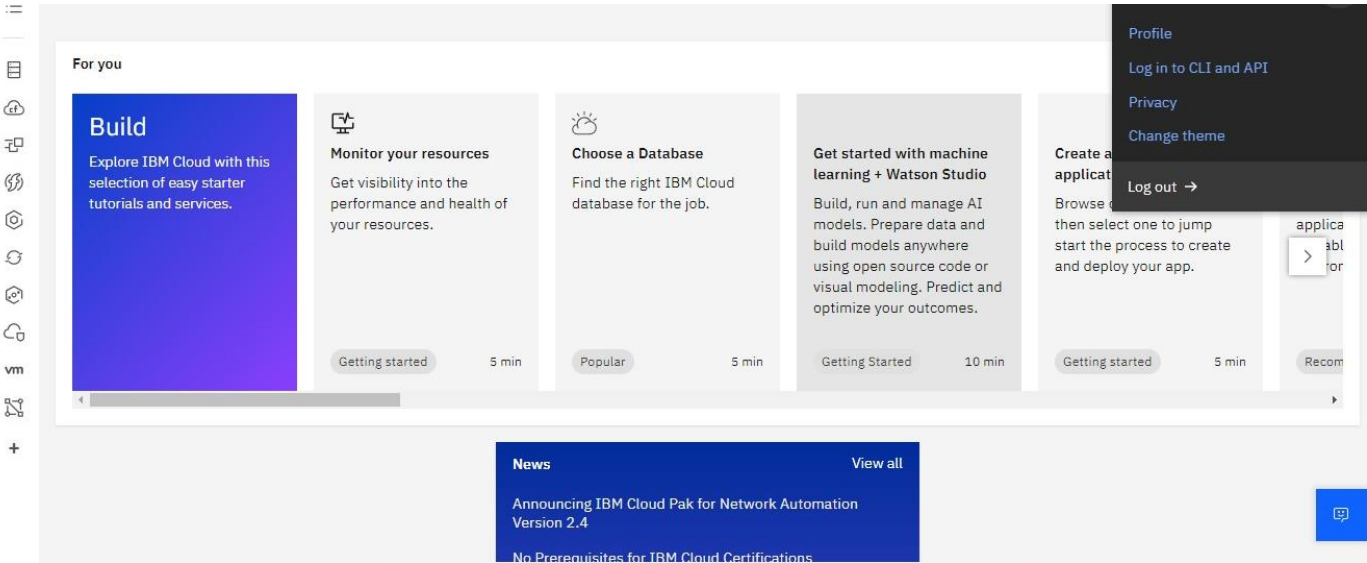 Profile
Log in to CLI and API
Privacy
Change theme
Log out →
For you
Build
Explore IBM Cloud with this
selection of easy starter
tutorials and services.
Monitor your resources
Get visibility into the
performance and health of
your resources.
Getting started
5 min
Choose a Database
Find the right IBM Cloud
database for the job.
Popular
5 min
Get started with machine
learning + Watson Studio
Build, run and manage AI
models. Prepare data and
build models anywhere
using open source code or
visual modeling. Predict and
optimize your outcomes.
Getting Started
10 min
Create a
applicat
Browse
then select one to jump
start the process to create
and deploy your app.
Getting started
5 min
applica
abl
Recom
cf
vm
News
View all
Announcing IBM Cloud Pak for Network Automation
Version 2.4
No Prerequisites for IBM Cloud Certifications